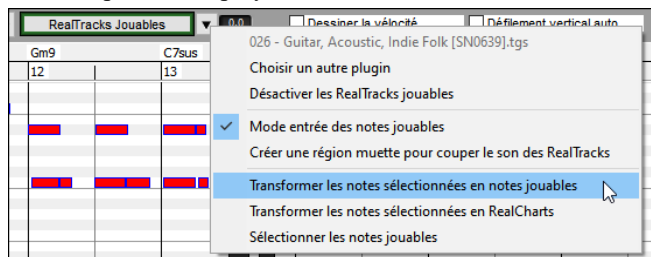 RealTracks Jouables ▼ 0.0 Dessiner la vélocité Défilement vertical auto
Gm9 C7sus
12 13
026 - Guitar, Acoustic, Indie Folk [SN0639].tgs
Choisir un autre plugin
Désactiver les RealTracks jouables
Mode entrée des notes jouables
Créer une région muette pour couper le son des RealTracks
Transformer les notes sélectionnées en notes jouables
Transformer les notes sélectionnées en RealCharts
Sélectionner les notes jouables